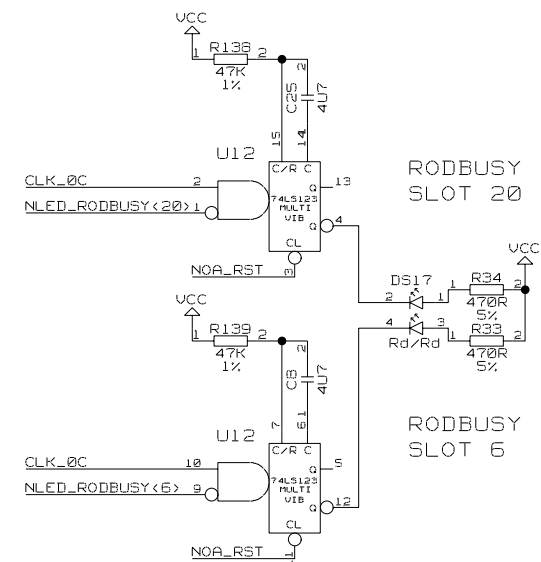 VCC
1 R138 2
47K
1%
C25
4U7
2
15
14
U12
C/R C
CLK_0C 2
NLED_RODBUSY<20> 1
Q 13
74LS123
MULTI
VIB
Q 4
CL
NOA_RST 3
RODBUSY
SLOT 20
VCC
DS17
2 1
1 R34 2
470R
5%
4 3
Rd/Rd
1 R33 2
470R
5%
VCC
1 R139 2
47K
1%
C8
4U7
2
7
6 1
U12
C/R C
CLK_0C 10
NLED_RODBUSY<6> 9
Q 5
74LS123
MULTI
VIB
Q 12
CL
NOA_RST 1
RODBUSY
SLOT 6